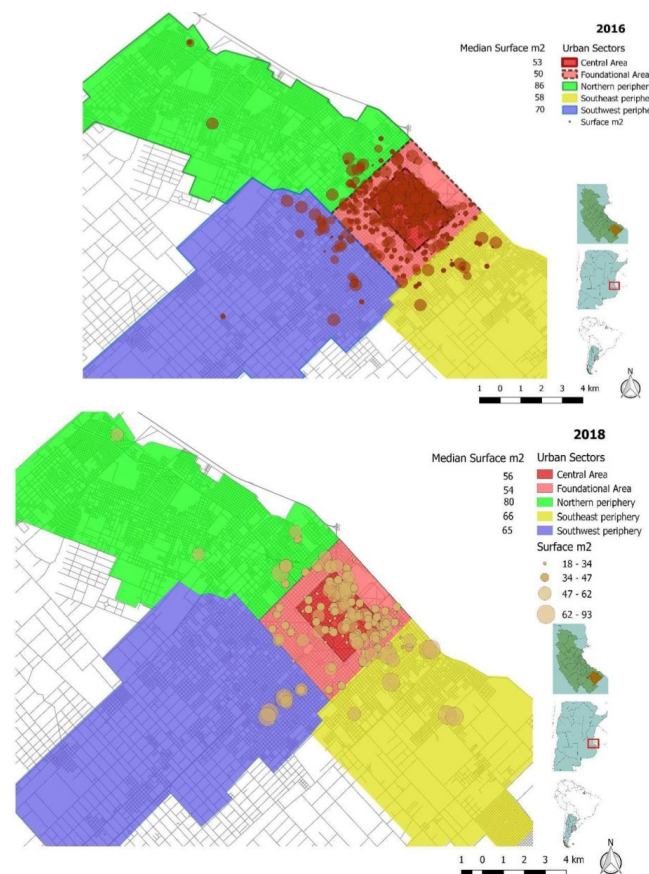 2016
Median Surface m2 Urban Sectors
53 Central Area
50 Foundational Area
86 Northern periphery
58 Southeast periphery
70 Southwest periphe
Surface m2
1 0 1 2 3 4 km
N
2018
Median Surface m2 Urban Sectors
56 Central Area
54 Foundational Area
80 Northern periphery
66 Southeast periphery
65 Southwest periphery
Surface m2
18 - 34
34 - 47
47 - 62
62 - 93
1 0 1 2 3 4 km
N